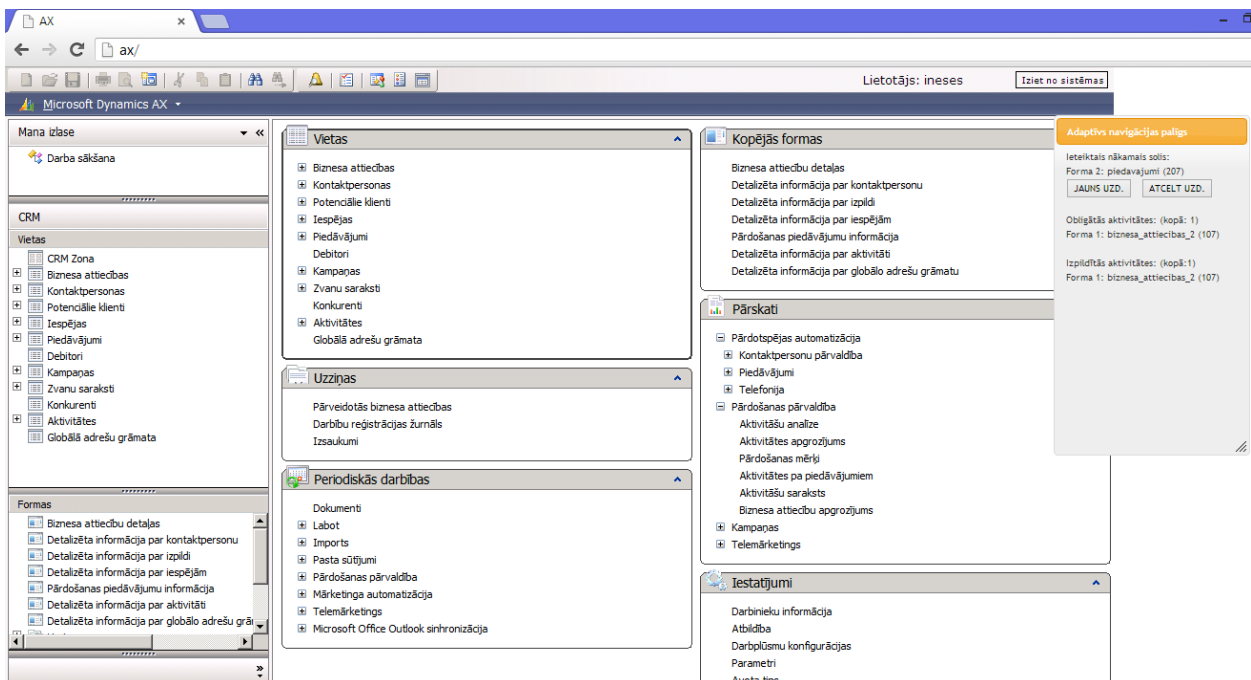 AX
ax/
Lietotājs: ineses
Iziet no sistēmas
Microsoft Dynamics AX
Mana izlase
Darba sākšana
CRM
Vietas
CRM Zona
Biznesa attiecības
Kontaktpersonas
Potenciālie klienti
Iespējas
Piedāvājumi
Debitori
Kampaņas
Zvanu saraksti
Konkurenti
Aktivitātes
Globālā adrešu grāmata
Formas
Biznesa attiecību detaļas
Detalizēta informācija par kontaktpersonu
Detalizēta informācija par izpildi
Detalizēta informācija par iespējām
Pārdošanas piedāvājumu informācija
Detalizēta informācija par aktivitāti
Detalizēta informācija par globālo adrešu grā
Vietas
Biznesa attiecības
Kontaktpersonas
Potenciālie klienti
Iespējas
Piedāvājumi
Debitori
Kampaņas
Zvanu saraksti
Konkurenti
Aktivitātes
Globālā adrešu grāmata
Uzziņas
Pārveidotās biznesa attiecības
Darbību reģistrācijas žurnāls
Izsaukumi
Periodiskās darbības
Dokumenti
Labot
Imports
Pasta sūtījumi
Pārdošanas pārvaldība
Mārketinga automatizācija
Telemārketings
Microsoft Office Outlook sinhronizācija
Kopējās formas
Biznesa attiecību detaļas
Detalizēta informācija par kontaktpersonu
Detalizēta informācija par izpildi
Detalizēta informācija par iespējām
Pārdošanas piedāvājumu informācija
Detalizēta informācija par aktivitāti
Detalizēta informācija par globālo adrešu grāmatu
Pārskati
Pārdotspējas automatizācija
Kontaktpersonu pārvaldība
Piedāvājumi
Telefonija
Pārdošanas pārvaldība
Aktivitāšu analīze
Aktivitātes apgrozījums
Pārdošanas mērķi
Aktivitātes pa piedāvājumiem
Aktivitāšu saraksts
Biznesa attiecību apgrozījums
Kampaņas
Telemārketings
Iestatījumi
Darbinieku informācija
Atbildība
Darbplūsmu konfigurācijas
Parametri
Adaptīvs navigācijas palīgs
Ieteiktais nākamais solis:
Forma 2: piedavajumi (207)
JAUNS UZD. ATCELT UZD.
Obligātās aktivitātes: (kopā: 1)
Forma 1: biznesa_attiecibas_2 (107)
Izpildītās aktivitātes: (kopā:1)
Forma 1: biznesa_attiecibas_2 (107)